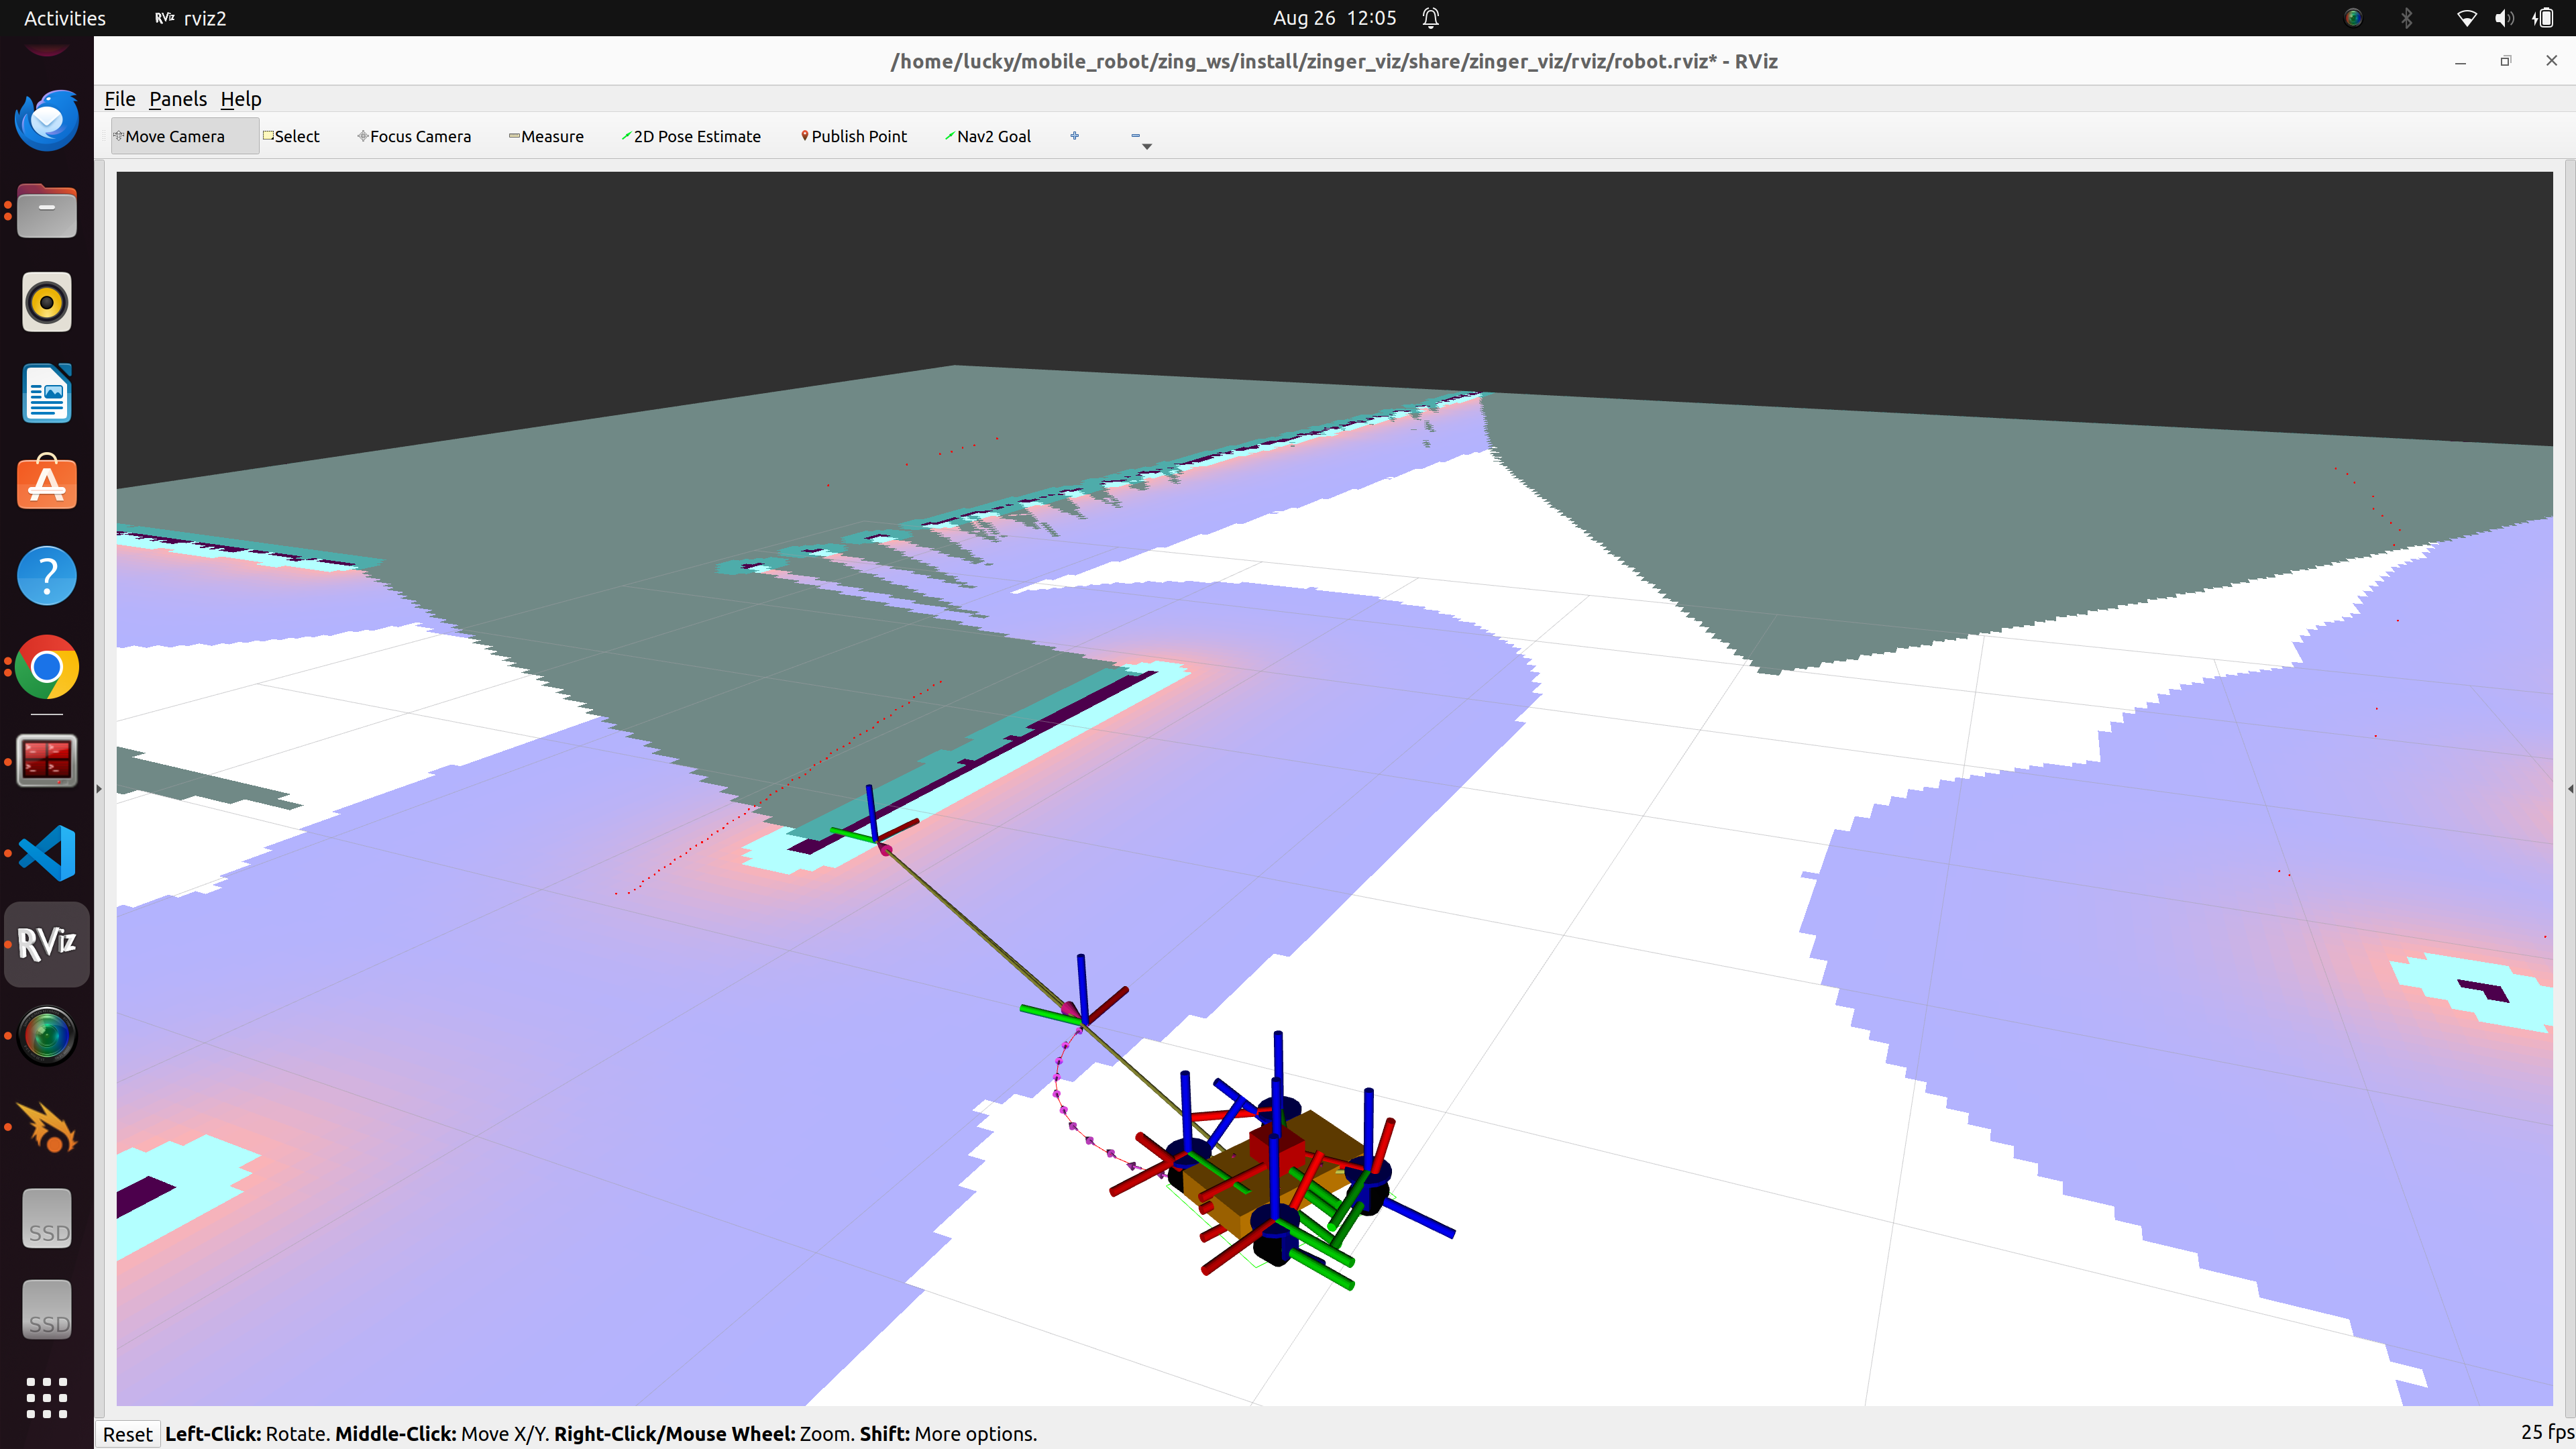 Activities
RViz rviz2
Aug 26 12:05
/home/lucky/mobile_robot/zing_ws/install/zinger_viz/share/zinger_viz/rviz/robot.rviz* - RViz
File Panels Help
Move Camera Select Focus Camera Measure 2D Pose Estimate Publish Point Nav2 Goal
RViz
SSD
SSD
Reset Left-Click: Rotate. Middle-Click: Move X/Y. Right-Click/Mouse Wheel: Zoom. Shift: More options.
25 fps